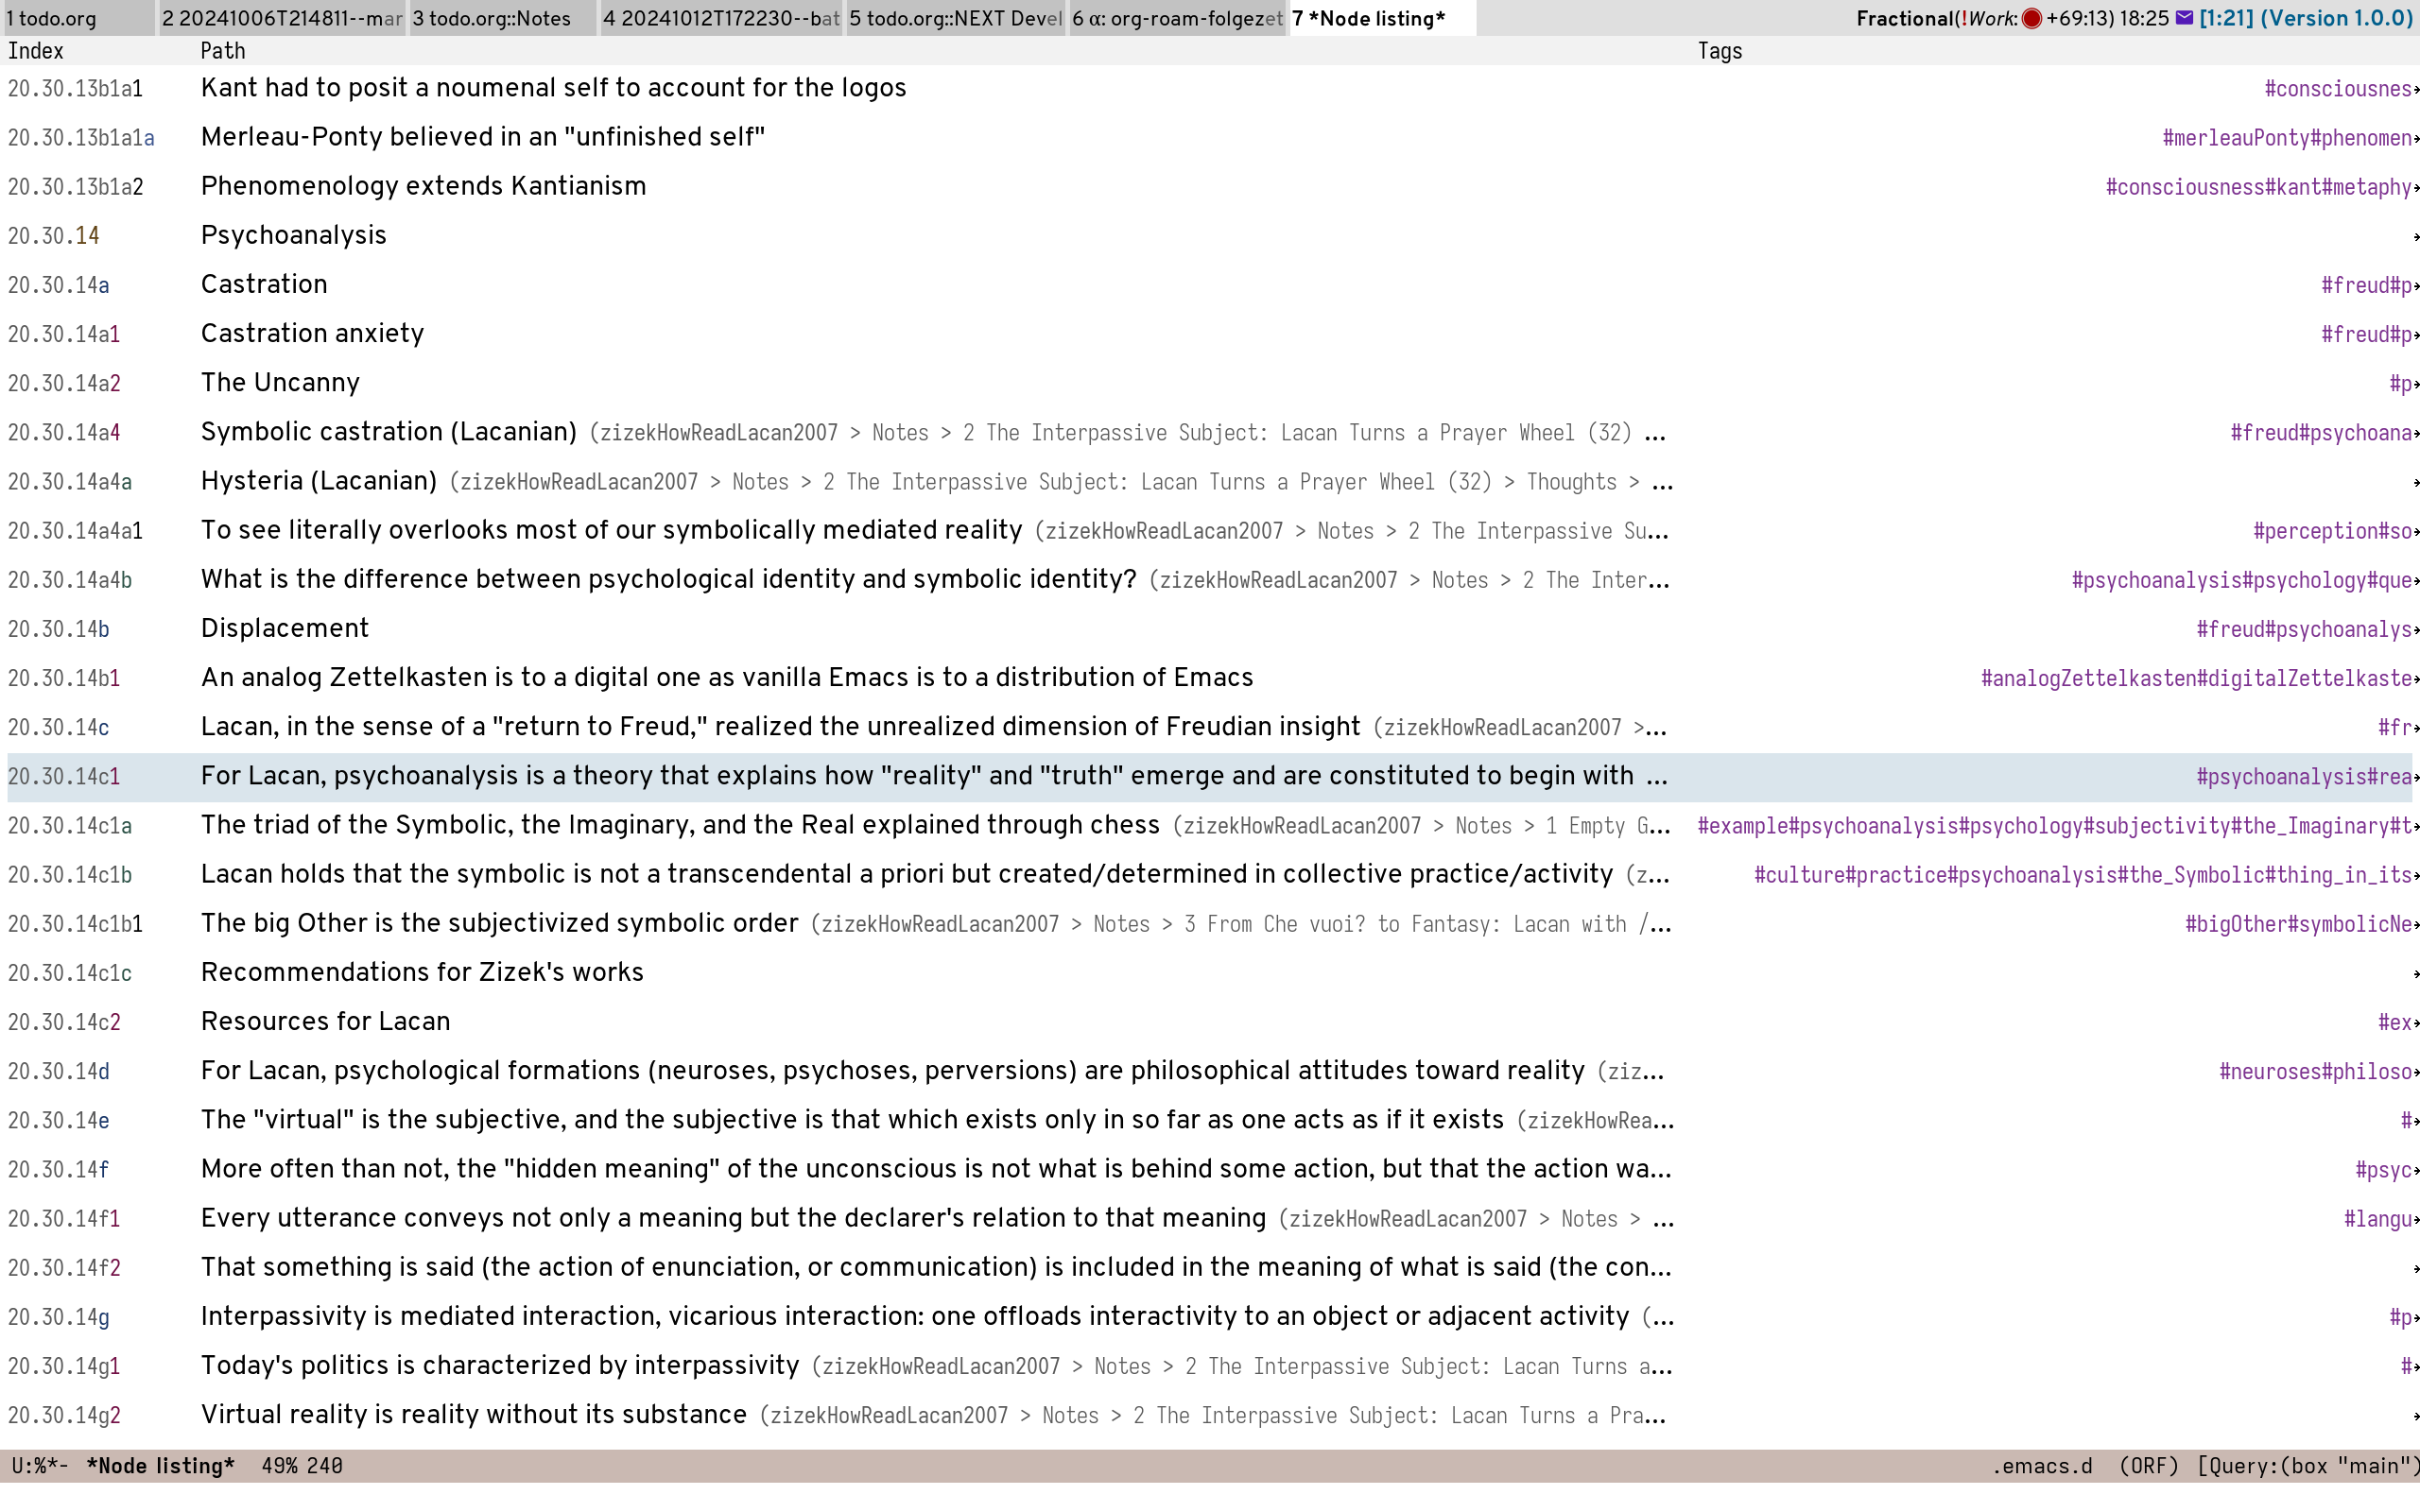 1 todo.org 2 20241006T214811--mar 3 todo.org::Notes 4 20241012T172230--bat 5 todo.org::NEXT Devel 6 α: org-roam-folgezet 7 *Node listing* Fractional(!Work: +69:13) 18:25 [1:21] (Version 1.0.0)
Index Path Tags
20.30.13b1a1 Kant had to posit a noumenal self to account for the logos #consciousnes
20.30.13b1a1a Merleau-Ponty believed in an "unfinished self" #merleauPonty#phenomen
20.30.13b1a2 Phenomenology extends Kantianism #consciousness#kant#metaphy
20.30.14 Psychoanalysis
20.30.14a Castration #freud#p
20.30.14a1 Castration anxiety #freud#p
20.30.14a2 The Uncanny #p
20.30.14a4 Symbolic castration (Lacanian) (zizekHowReadLacan2007 > Notes > 2 The Interpassive Subject: Lacan Turns a Prayer Wheel (32) ... #freud#psychoana
20.30.14a4a Hysteria (Lacanian) (zizekHowReadLacan2007 > Notes > 2 The Interpassive Subject: Lacan Turns a Prayer Wheel (32) > Thoughts > ...
20.30.14a4a1 To see literally overlooks most of our symbolically mediated reality (zizekHowReadLacan2007 > Notes > 2 The Interpassive Su... #perception#so
20.30.14a4b What is the difference between psychological identity and symbolic identity? (zizekHowReadLacan2007 > Notes > 2 The Inter... #psychoanalysis#psychology#que
20.30.14b Displacement #freud#psychoanalys
20.30.14b1 An analog Zettelkasten is to a digital one as vanilla Emacs is to a distribution of Emacs #analogZettelkasten#digitalZettelkaste
20.30.14c Lacan, in the sense of a "return to Freud," realized the unrealized dimension of Freudian insight (zizekHowReadLacan2007 >... #fr
20.30.14c1 For Lacan, psychoanalysis is a theory that explains how "reality" and "truth" emerge and are constituted to begin with ... #psychoanalysis#rea
20.30.14c1a The triad of the Symbolic, the Imaginary, and the Real explained through chess (zizekHowReadLacan2007 > Notes > 1 Empty G... #example#psychoanalysis#psychology#subjectivity#the_Imaginary#t
20.30.14c1b Lacan holds that the symbolic is not a transcendental a priori but created/determined in collective practice/activity (z... #culture#practice#psychoanalysis#the_Symbolic#thing_in_its
20.30.14c1b1 The big Other is the subjectivized symbolic order (zizekHowReadLacan2007 > Notes > 3 From Che vuoi? to Fantasy: Lacan with /... #bigOther#symbolicNe
20.30.14c1c Recommendations for Zizek's works
20.30.14c2 Resources for Lacan #ex
20.30.14d For Lacan, psychological formations (neuroses, psychoses, perversions) are philosophical attitudes toward reality (ziz... #neuroses#philoso
20.30.14e The "virtual" is the subjective, and the subjective is that which exists only in so far as one acts as if it exists (zizekHowRea... #
20.30.14f More often than not, the "hidden meaning" of the unconscious is not what is behind some action, but that the action wa... #psyc
20.30.14f1 Every utterance conveys not only a meaning but the declarer's relation to that meaning (zizekHowReadLacan2007 > Notes > ... #langu
20.30.14f2 That something is said (the action of enunciation, or communication) is included in the meaning of what is said (the con...
20.30.14g Interpassivity is mediated interaction, vicarious interaction: one offloads interactivity to an object or adjacent activity (... #p
20.30.14g1 Today's politics is characterized by interpassivity (zizekHowReadLacan2007 > Notes > 2 The Interpassive Subject: Lacan Turns a... #
20.30.14g2 Virtual reality is reality without its substance (zizekHowReadLacan2007 > Notes > 2 The Interpassive Subject: Lacan Turns a Pra...
U:%*- *Node listing* 49% 240 .emacs.d (ORF) [Query:(box "main")